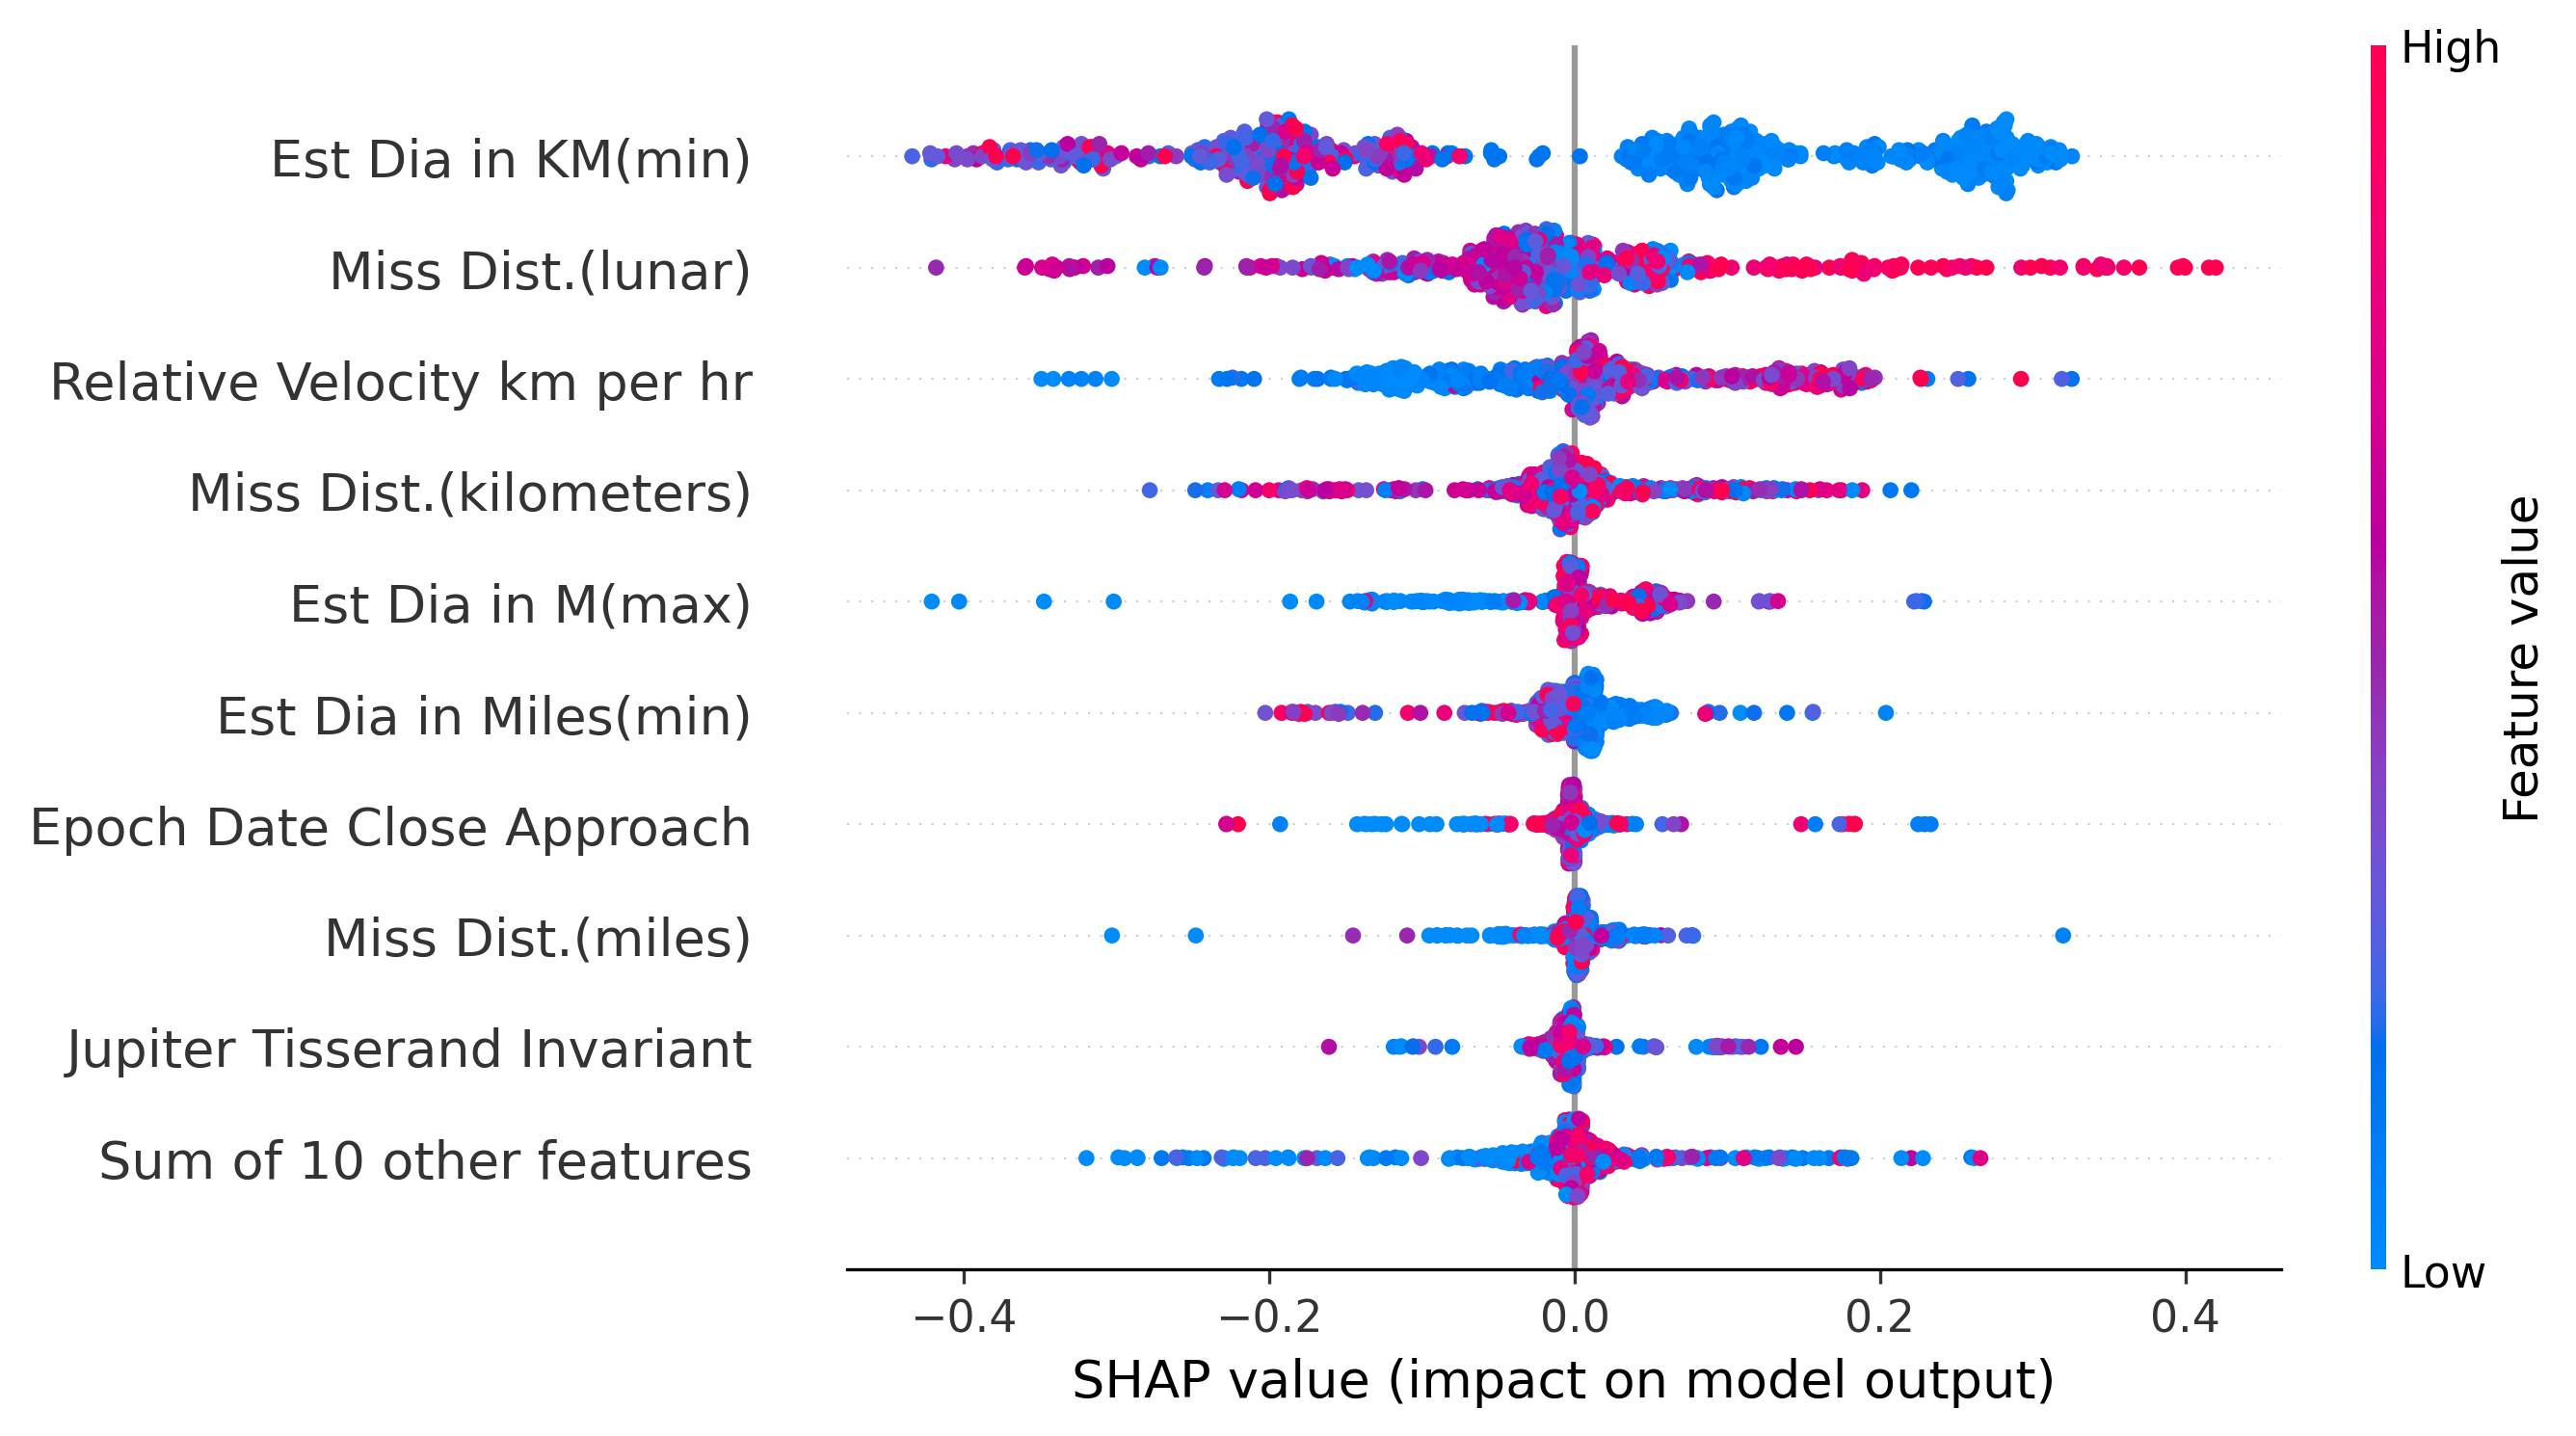 High
Est Dia in KM(min)
Miss Dist.(lunar)
Relative Velocity km per hr
Miss Dist.(kilometers)
Est Dia in M(max)
Est Dia in Miles(min)
Epoch Date Close Approach
Miss Dist.(miles)
Jupiter Tisserand Invariant
Sum of 10 other features
Feature value
Low
−0.4 −0.2 0.0 0.2 0.4
SHAP value (impact on model output)